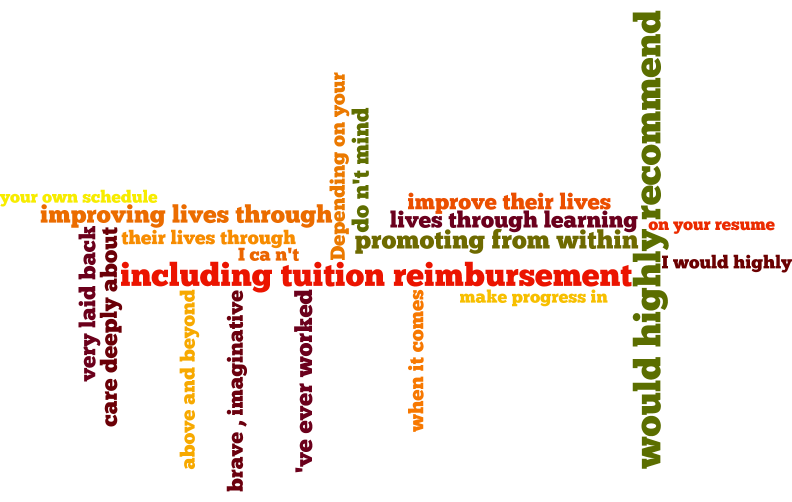 would highly recommend
Depending on your
do n't mind
your own schedule
improving lives through
improve their lives
lives through learning
on your resume
their lives through
promoting from within
I ca n't
I would highly
including tuition reimbursement
make progress in
very laid back
care deeply about
above and beyond
brave , imaginative
've ever worked
when it comes